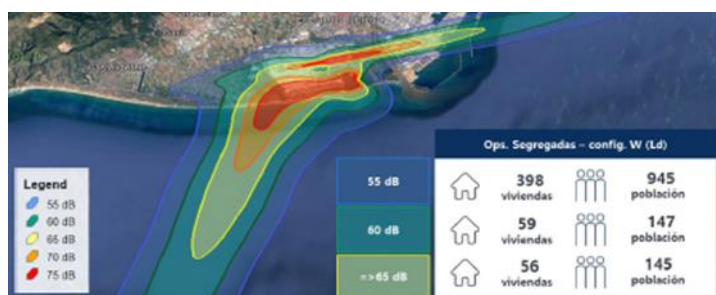 Ops. Segregadas – config. W (Ld)
55 dB
398
viviendas
945
población
60 dB
59
viviendas
147
población
=>65 dB
56
viviendas
145
población
Legend
55 dB
60 dB
65 dB
70 dB
75 dB